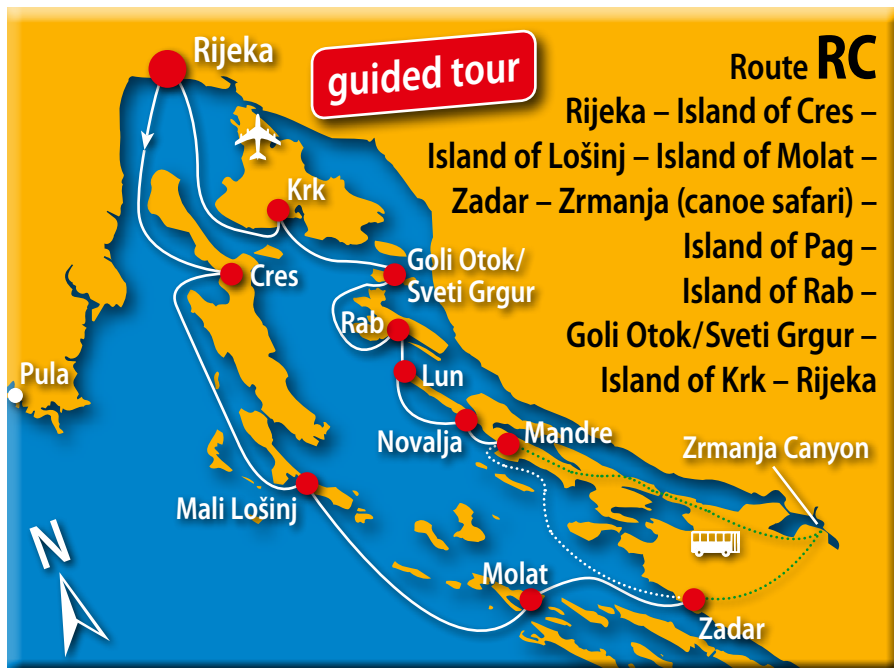 Rijeka
guided tour
Route RC
Rijeka – Island of Cres –
Island of Lošinj – Island of Molat –
Zadar – Zrmanja (canoe safari) –
Island of Pag –
Island of Rab –
Goli Otok/Sveti Grgur –
Island of Krk – Rijeka
Krk
Goli Otok/
Sveti Grgur
Cres
Rab
Pula
Lun
Novalja
Mandre
Zrmanja Canyon
Mali Lošinj
N
Molat
Zadar